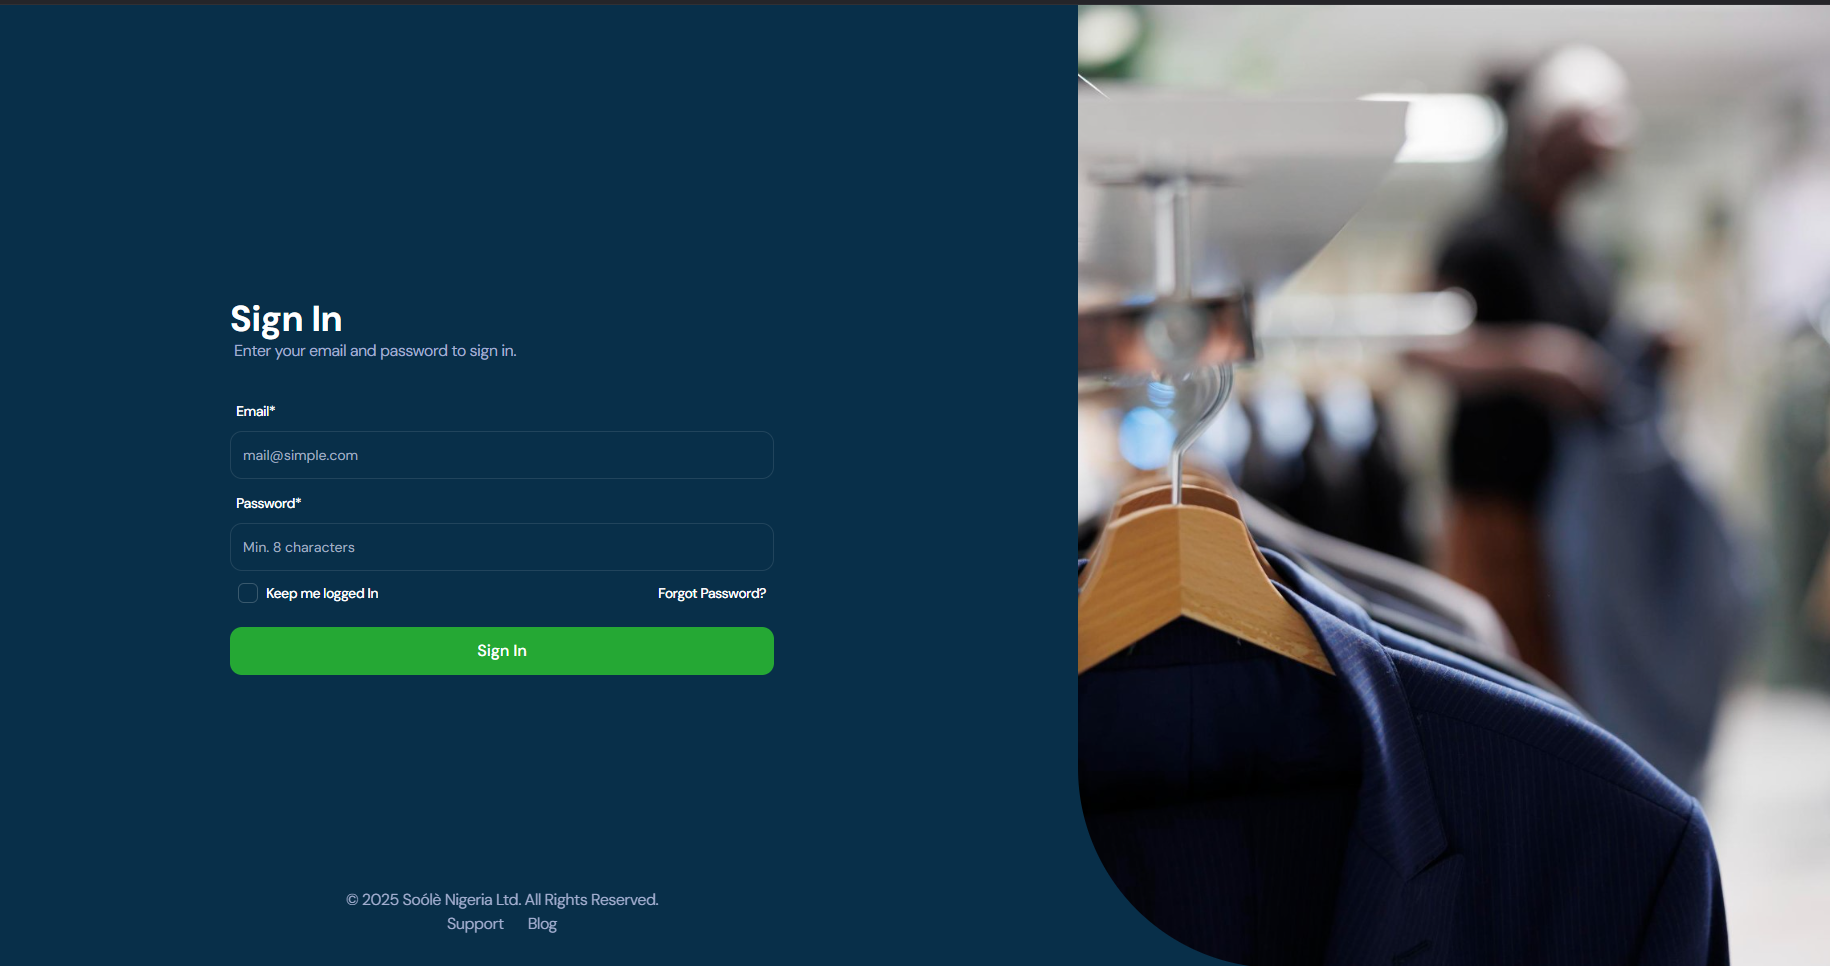 Sign In
Enter your email and password to sign in.
Email*
mail@simple.com
Password*
Min. 8 characters
Keep me logged In
Forgot Password?
Sign In
© 2025 Soólè Nigeria Ltd. All Rights Reserved.
Support Blog